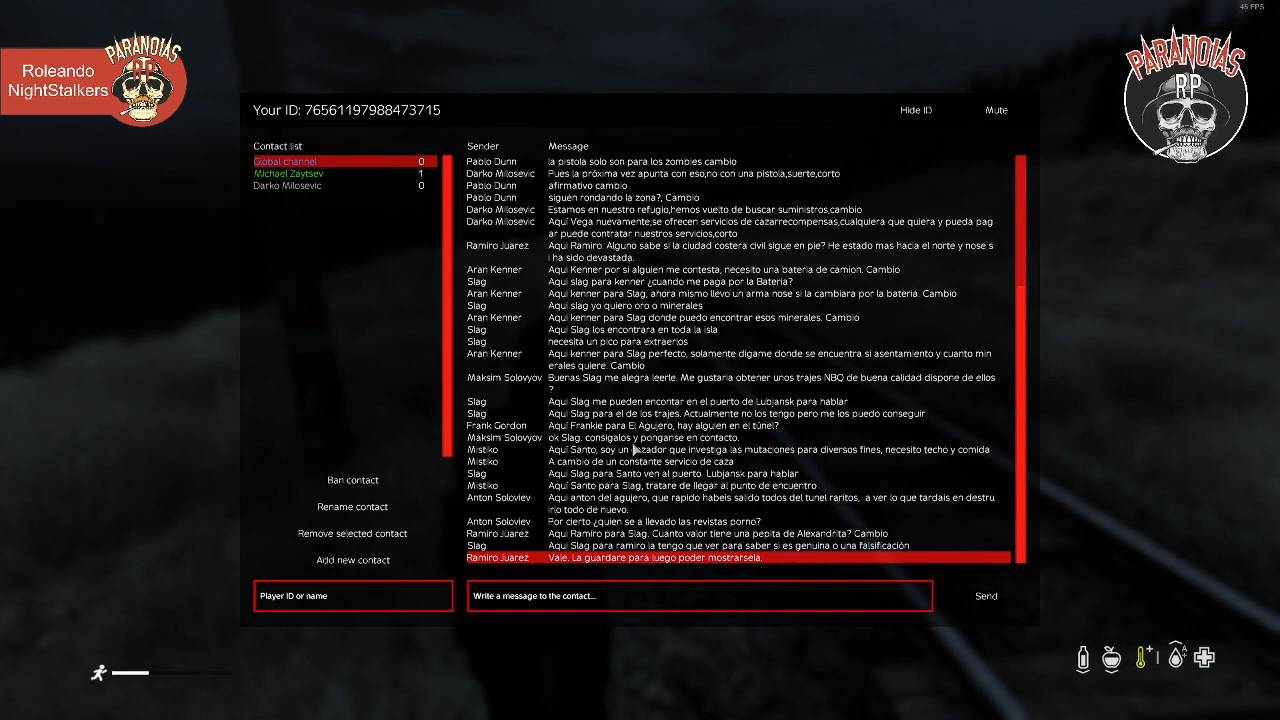 45 FPS
PARANOIAS
RP
Roleando
NightStalkers
PARANOIAS
RP
Your ID: 76561197988473715
Hide ID
Mute
Contact list:
Global channel 0
Michael Zaytsev 1
Darko Milosevic 0
Sender Message
Pablo Dunn la pistola solo son para los zombies cambio
Darko Milosevic Pues la próxima vez apunta con eso,no con una pistola,suerte,corto
Pablo Dunn afirmativo cambio
Pablo Dunn siguen rondando la zona?, Cambio
Darko Milosevic Estamos en nuestro refugio,hemos vuelto de buscar suministros,cambio
Darko Milosevic Aquí Vega nuevamente,se ofrecen servicios de cazarrecompensas,cualquiera que quiera y pueda pag
ar puede contratar nuestros servicios,corto
Ramiro Juarez Aqui Ramiro. Alguno sabe si la ciudad costera civil sigue en pie? He estado mas hacia el norte y nose s
i ha sido devastada.
Aran Kenner Aqui Kenner por si alguien me contesta, necesito una bateria de camion. Cambio
Slag Aqui slag para kenner ¿cuando me paga por la Bateria?
Aran Kenner Aqui kenner para Slag, ahora mismo llevo un arma nose si la cambiara por la bateria. Cambio
Slag Aqui slag yo quiero oro o minerales
Aran Kenner Aqui kenner para Slag donde puedo encontrar esos minerales. Cambio
Slag Aqui Slag los encontrara en toda la isla
Slag necesita un pico para extraerlos
Aran Kenner Aqui kenner para Slag perfecto, solamente digame donde se encuentra si asentamiento y cuanto min
erales quiere. Cambio
Maksim Solovyov Buenas Slag me alegra leerle. Me gustaria obtener unos trajes NBQ de buena calidad dispone de ellos
?
Slag Aqui Slag me pueden encontar en el puerto de Lubjansk para hablar
Slag Aqui Slag para el de los trajes. Actualmente no los tengo pero me los puedo conseguir
Frank Gordon Aquí Frankie para El Agujero, hay alguien en el túnel?
Maksim Solovyov ok Slag. consigalos y ponganse en contacto.
Mistiko Aquí Santo, soy un cazador que investiga las mutaciones para diversos fines, necesito techo y comida
Mistiko A cambio de un constante servicio de caza
Slag Aqui Slag para Santo ven al puerto Lubjansk para hablar
Mistiko Aquí Santo para Slag, tratare de llegar al punto de encuentro
Anton Soloviev Aqui anton del agujero, que rapido habeis salido todos del tunel raritos, a ver lo que tardais en destru
irlo todo de nuevo.
Anton Soloviev Por cierto ¿quien se a llevado las revistas porno?
Ramiro Juarez Aqui Ramiro para Slag. Cuanto valor tiene una pepita de Alexandrita? Cambio
Slag Aqui Slag para ramiro la tengo que ver para saber si es genuina o una falsificación
Ramiro Juarez Vale. La guardare para luego poder mostrarsela.
Ban contact
Rename contact
Remove selected contact
Add new contact
Player ID or name
Write a message to the contact...
Send